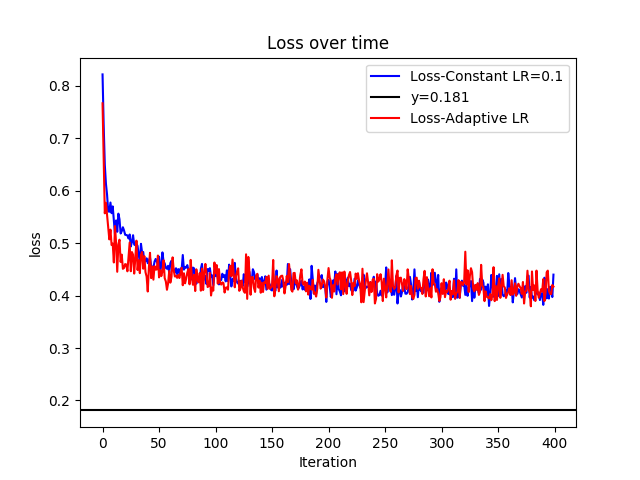 Loss over time
Loss-Constant LR=0.1
y=0.181
Loss-Adaptive LR
loss
0.8
0.7
0.6
0.5
0.4
0.3
0.2
0 50 100 150 200 250 300 350 400
Iteration